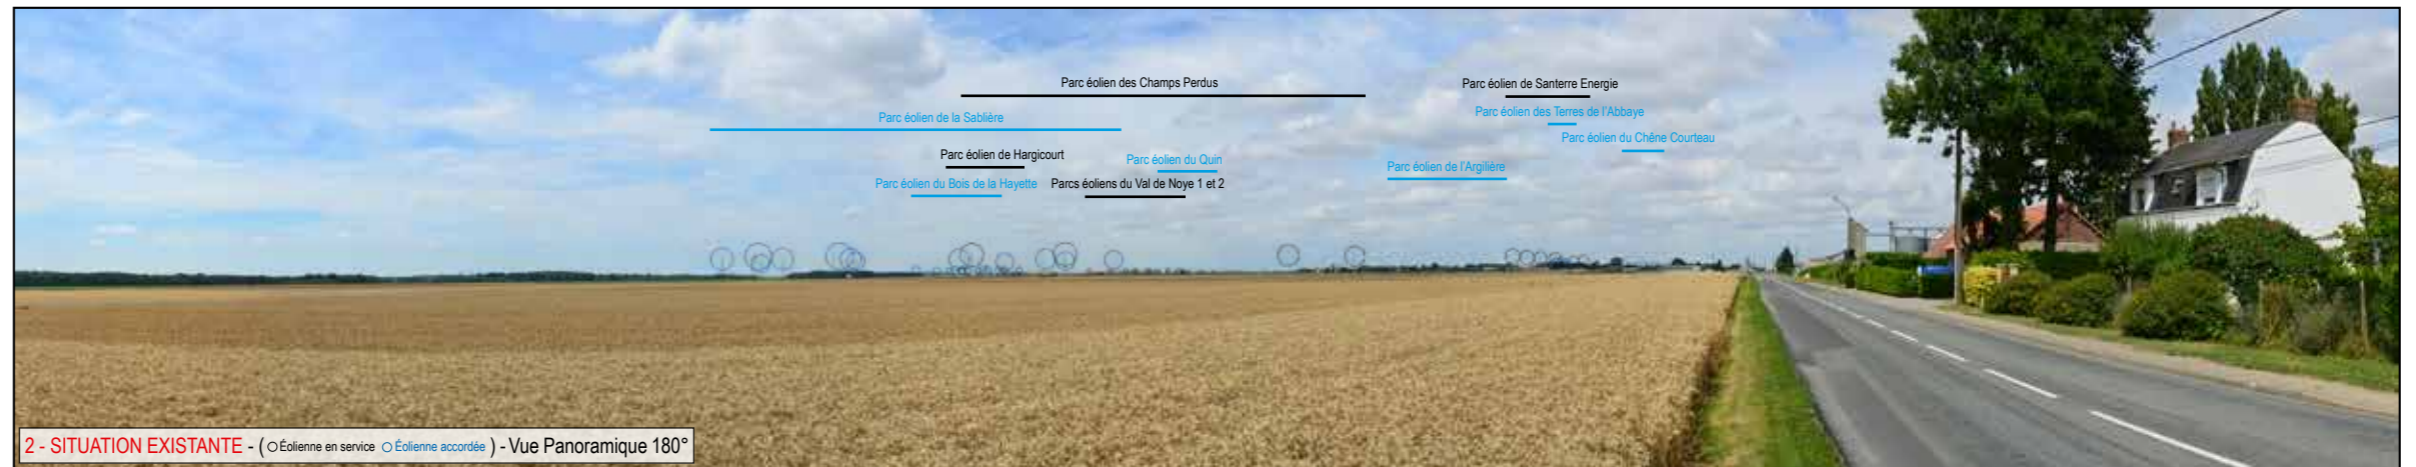 Parc éolien des Champs Perdus
Parc éolien de Santerre Energie
Parc éolien de la Sablière
Parc éolien des Terres de l'Abbaye
Parc éolien du Chêne Courteau
Parc éolien de Hargicourt
Parc éolien du Quin
Parc éolien de l'Argilière
Parc éolien du Bois de la Hayette
Parcs éoliens du Val de Noye 1 et 2
2 - SITUATION EXISTANTE - ( Éolienne en service Éolienne accordée ) - Vue Panoramique 180°